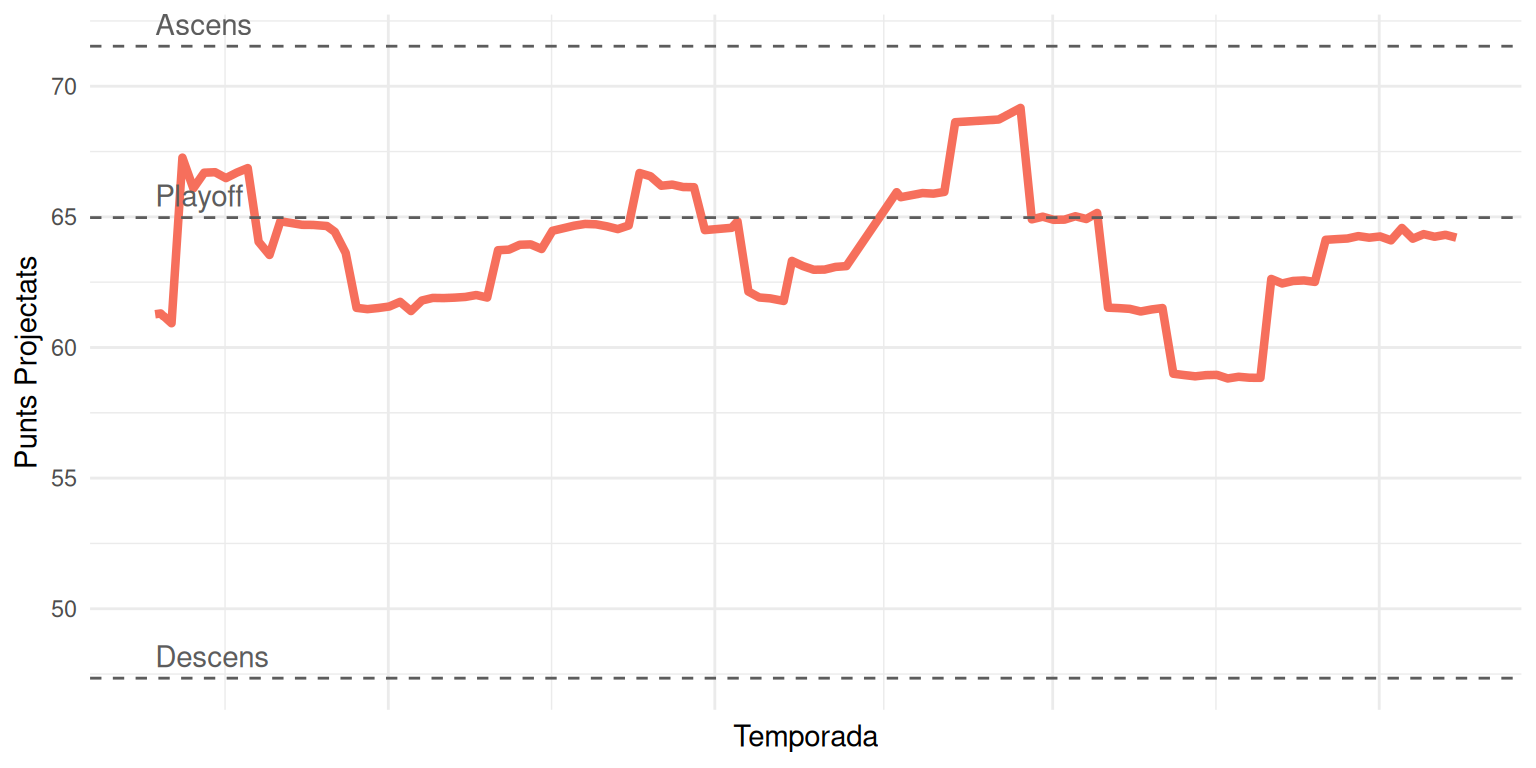 Ascens
70
Playoff
65
Punts Projectats
60
55
50
Descens
Temporada